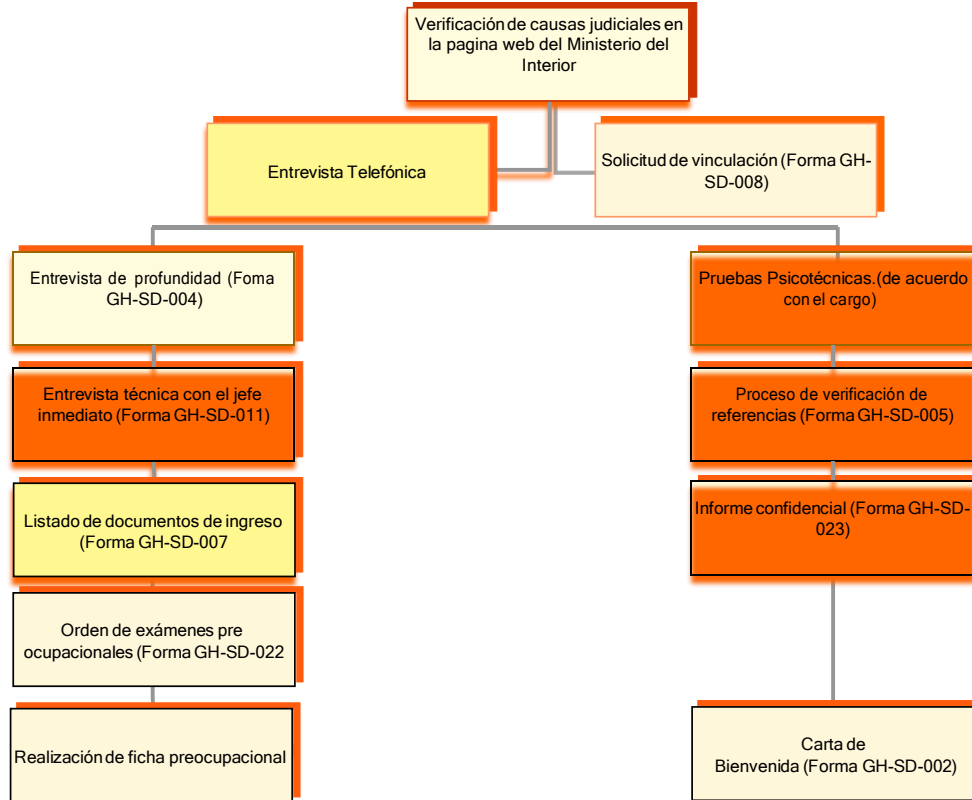 Verificación de causas judiciales en
la pagina web del Ministerio del
Interior
Entrevista Telefónica
Solicitud de vinculación (Forma GH-
SD-008)
Entrevista de profundidad (Foma
GH-SD-004)
Pruebas Psicotécnicas.(de acuerdo
con el cargo)
Entrevista técnica con el jefe
inmediato (Forma GH-SD-011)
Proceso de verificación de
referencias (Forma GH-SD-005)
Listado de documentos de ingreso
(Forma GH-SD-007
Informe confidencial (Forma GH-SD-
023)
Orden de exámenes pre
ocupacionales (Forma GH-SD-022
Realización de ficha preocupacional
Carta de
Bienvenida (Forma GH-SD-002)